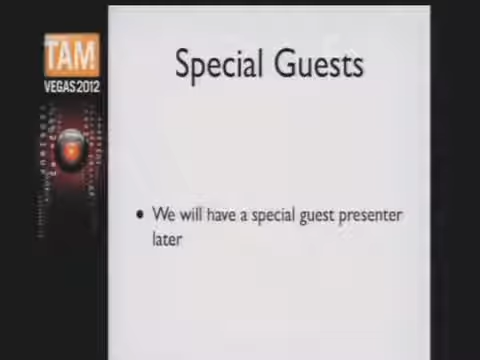 TAM
VEGAS 2012
Special Guests
• We will have a special guest presenter
later